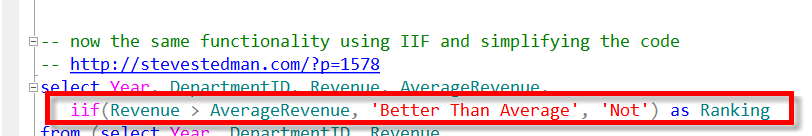 -- now the same functionality using IIF and simplifying the code
-- http://stevestedman.com/?p=1578
select Year, DepartmentID, Revenue, AverageRevenue,
iif(Revenue > AverageRevenue, 'Better Than Average', 'Not') as Ranking
from (select Year, DepartmentID, Revenue